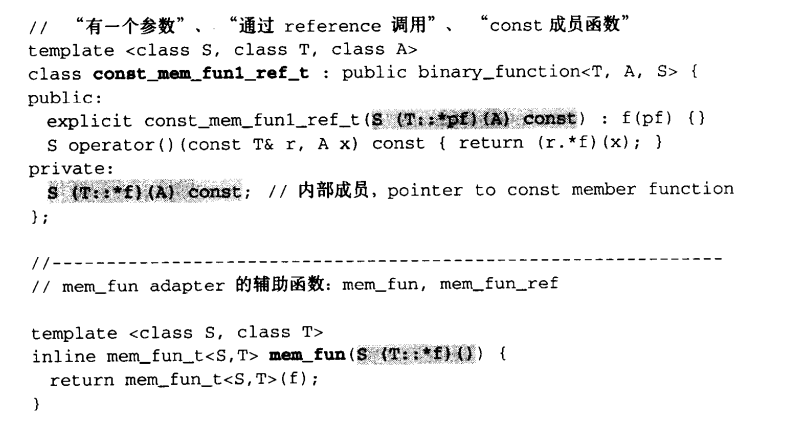 // “有一个参数”、“通过 reference 调用”、“const 成员函数”
template <class S, class T, class A>
class const_mem_fun1_ref_t : public binary_function<T, A, S> {
public:
  explicit const_mem_fun1_ref_t(S (T::*pf)(A) const) : f(pf) {}
  S operator()(const T& r, A x) const { return (r.*f)(x); }
private:
  S (T::*f)(A) const; // 内部成员, pointer to const member function
};
//----------------------------------------------------------------
// mem_fun adapter 的辅助函数: mem_fun, mem_fun_ref
template <class S, class T>
inline mem_fun_t<S,T> mem_fun(S (T::*f)()) {
  return mem_fun_t<S,T>(f);
}